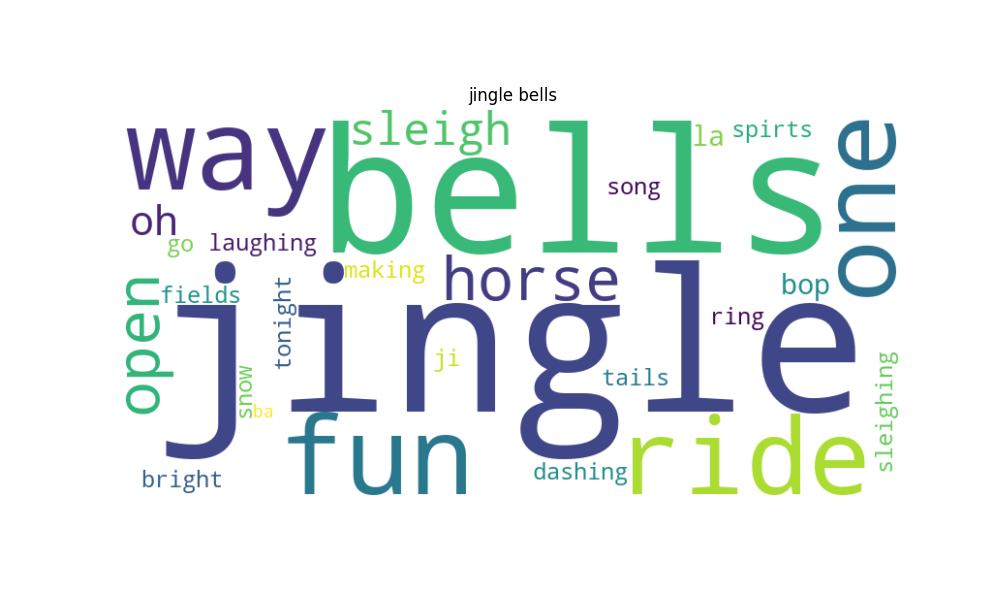 jingle bells
way
bells
sleigh
la
spirts
one
song
oh
go
laughing
making
horse
bop
fields
open
tonight
jingle
ring
ji
tails
snow
ba
sleighing
fun
ride
bright
dashing